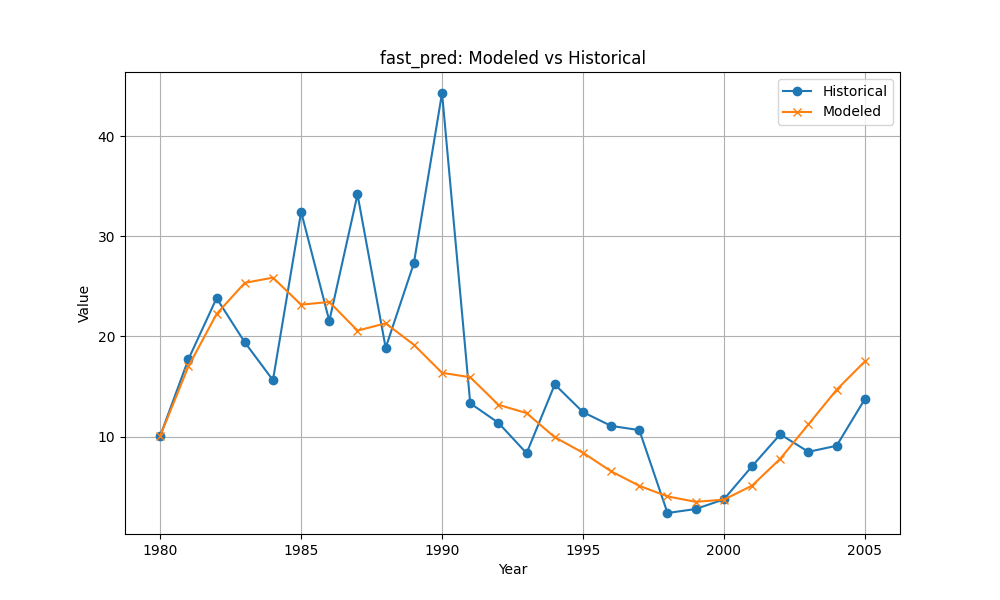 fast_pred: Modeled vs Historical
Historical
Modeled
Value
40
30
20
10
1980
1985
1990
1995
2000
2005
Year